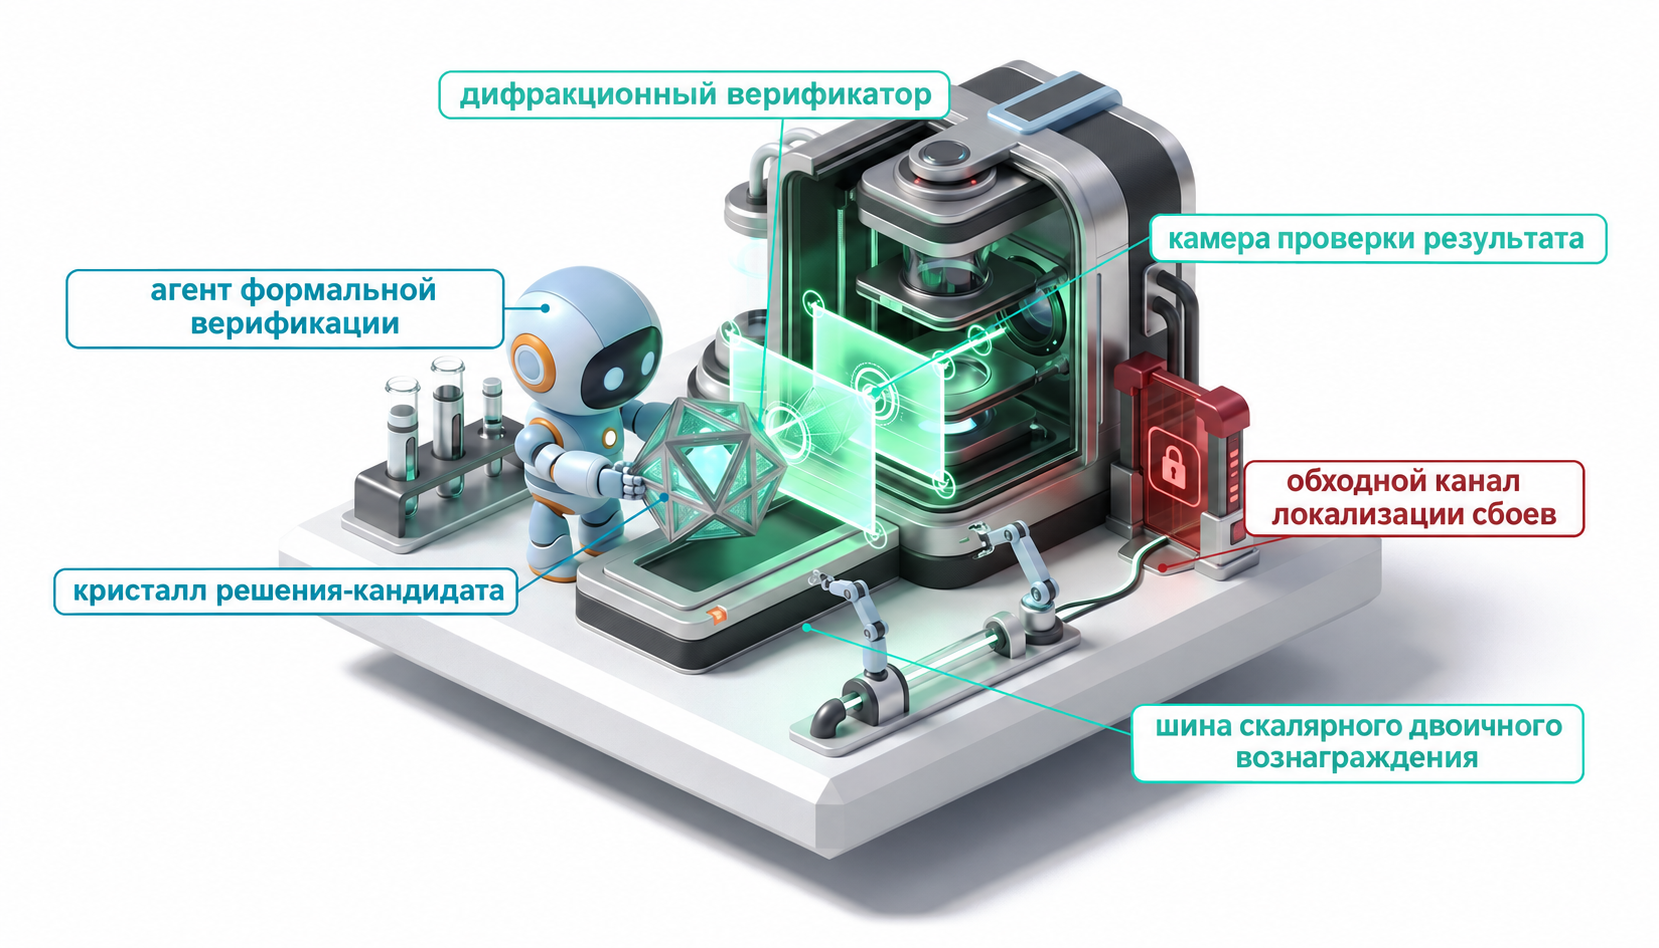 дифракционный верификатор
камера проверки результата
агент формальной
верификации
обходной канал
локализации сбоев
кристалл решения-кандидата
шина скалярного двоичного
вознаграждения